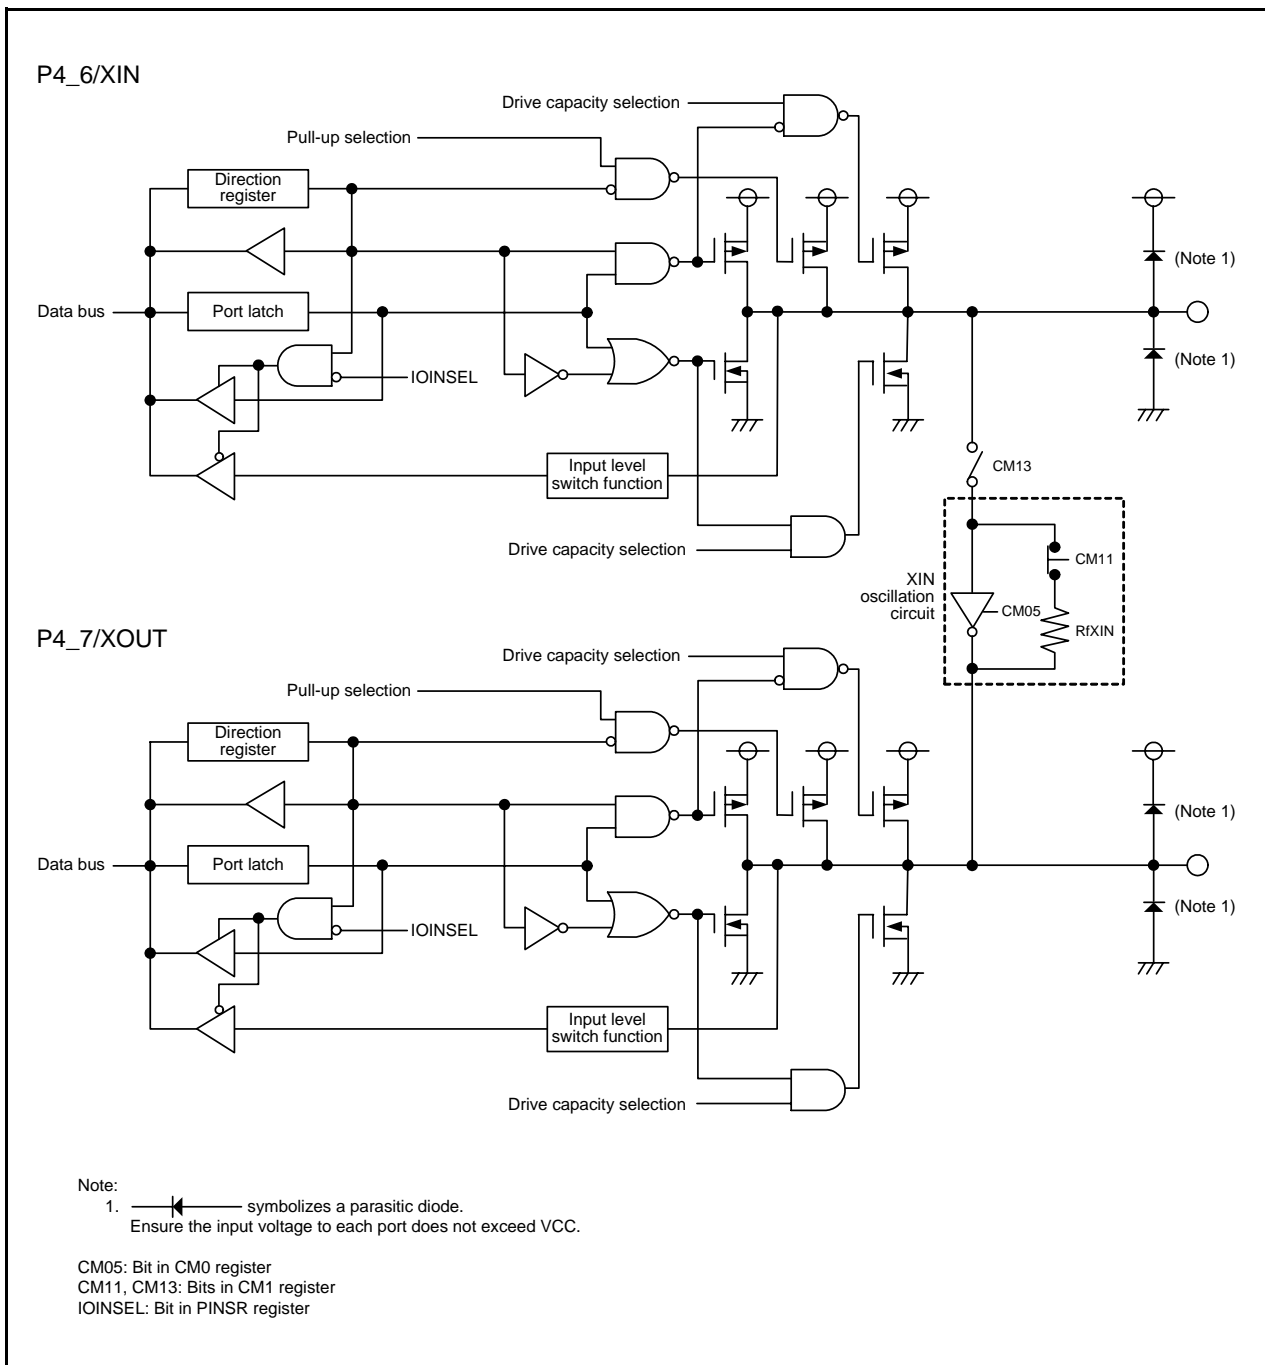 P4_6/XIN
Drive capacity selection
Pull-up selection
Direction
register
(Note 1)
Data bus
Port latch
(Note 1)
IOINSEL
Input level
switch function
CM13
Drive capacity selection
XIN
oscillation
circuit
CM11
CM05
RfXIN
P4_7/XOUT
Drive capacity selection
Pull-up selection
Direction
register
(Note 1)
Data bus
Port latch
(Note 1)
IOINSEL
Input level
switch function
Drive capacity selection
Note:
1. symbolizes a parasitic diode.
Ensure the input voltage to each port does not exceed VCC.
CM05: Bit in CM0 register
CM11, CM13: Bits in CM1 register
IOINSEL: Bit in PINSR register